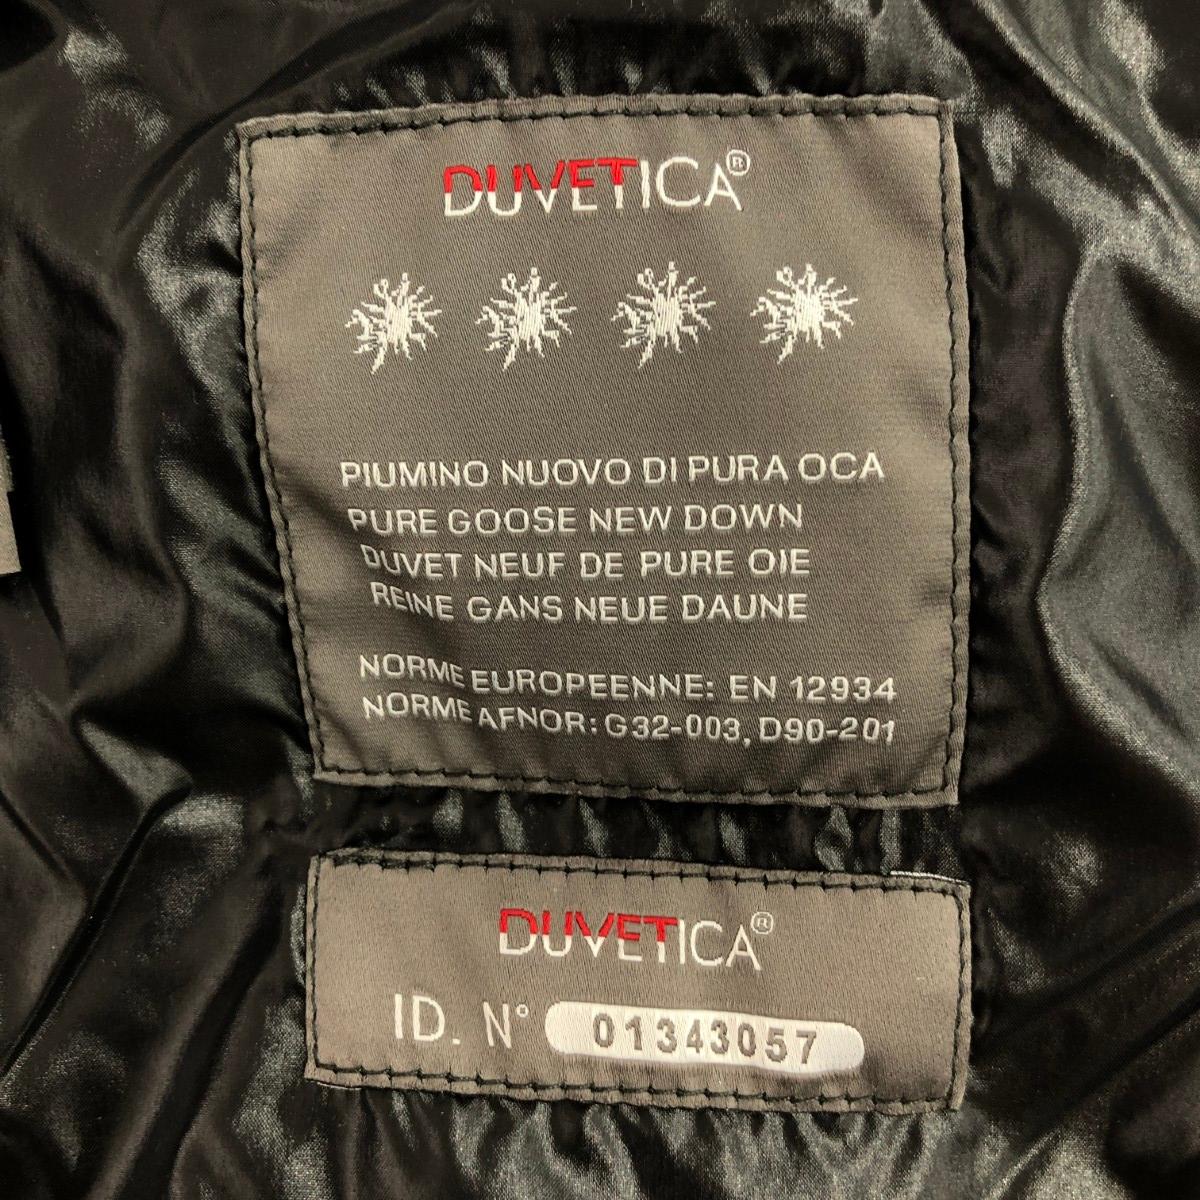 DUVETICA®
PIUMINO NUOVO DI PURA OCA
PURE GOOSE NEW DOWN
DUVET NEUF DE PURE OIE
REINE GANS NEUE DAUNE
NORME EUROPEENNE: EN 12934
NORME AFNOR: G32-003, D90-201
DUVETICA®
ID. N° 01343057